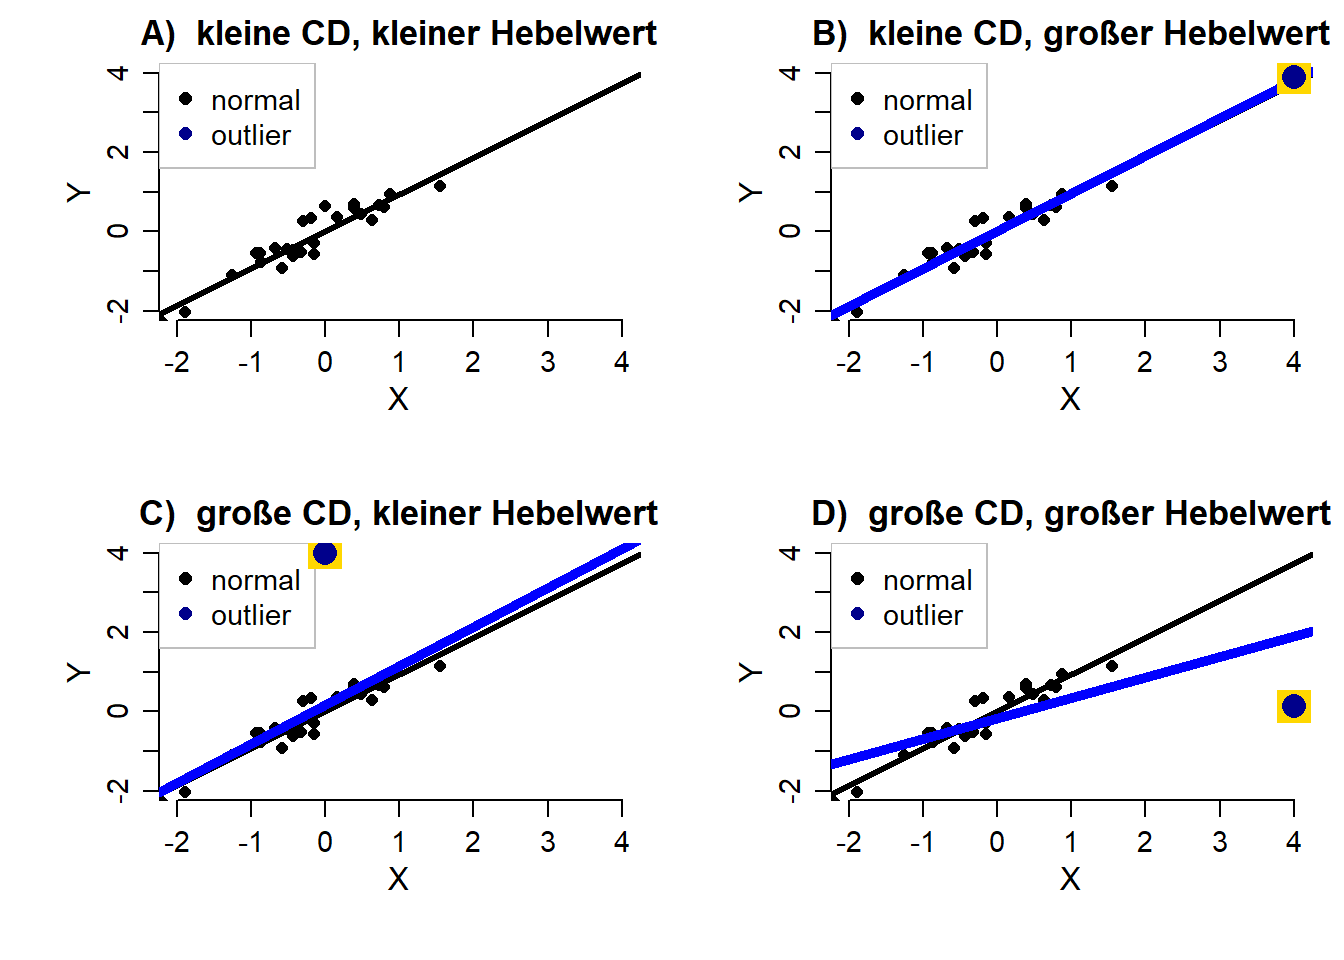 A)  kleine CD, kleiner Hebelwert
normal
outlier
4
2
0
-2
Y
-2 -1 0 1 2 3 4
X
B)  kleine CD, großer Hebelwert
normal
outlier
4
2
0
-2
Y
-2 -1 0 1 2 3 4
X
C)  große CD, kleiner Hebelwert
normal
outlier
4
2
0
-2
Y
-2 -1 0 1 2 3 4
X
D)  große CD, großer Hebelwert
normal
outlier
4
2
0
-2
Y
-2 -1 0 1 2 3 4
X